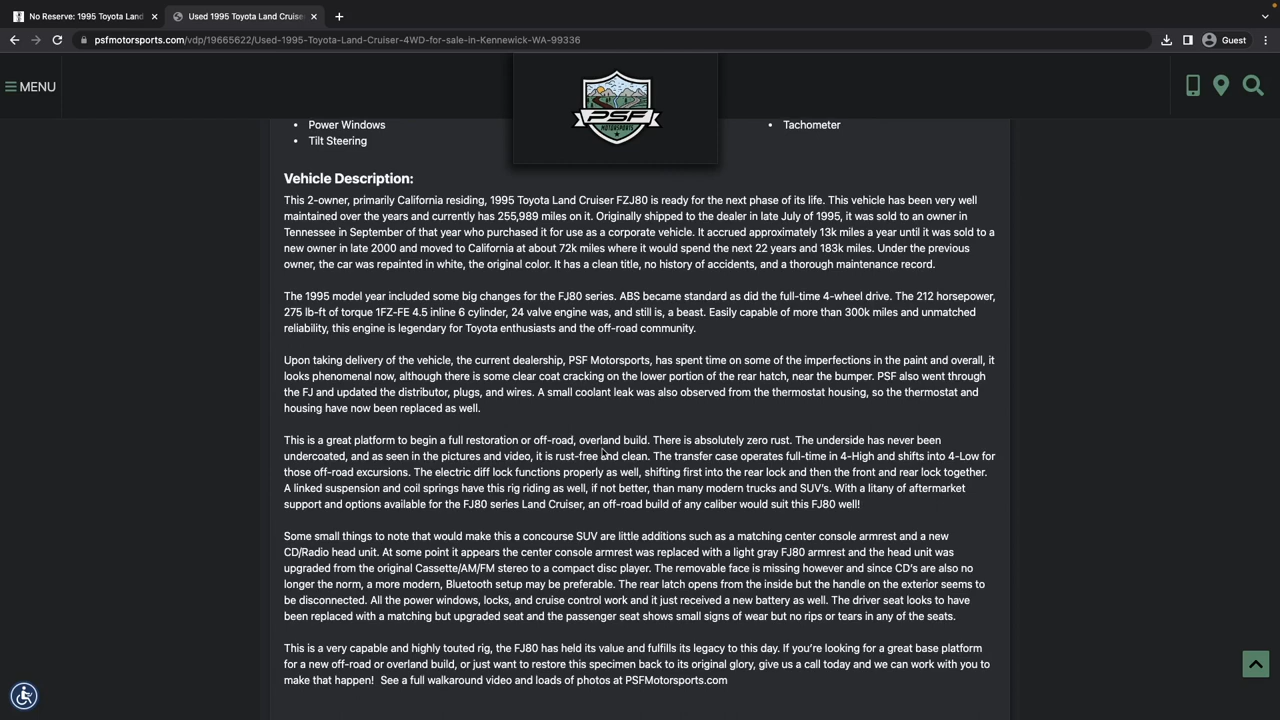 No Reserve: 1995 Toyota Land
Used 1995 Toyota Land Cruise
psfmotorsports.com/vdp/19665622/Used-1995-Toyota-Land-Cruiser-4WD-for-sale-in-Kennewick-WA-99336
Guest
MENU
PSF
MOTORSPORTS
• Power Windows
• Tachometer
• Tilt Steering
Vehicle Description:
This 2-owner, primarily California residing, 1995 Toyota Land Cruiser FZJ80 is ready for the next phase of its life. This vehicle has been very well
maintained over the years and currently has 255,989 miles on it. Originally shipped to the dealer in late July of 1995, it was sold to an owner in
Tennessee in September of that year who purchased it for use as a corporate vehicle. It accrued approximately 13k miles a year until it was sold to a
new owner in late 2000 and moved to California at about 72k miles where it would spend the next 22 years and 183k miles. Under the previous
owner, the car was repainted in white, the original color. It has a clean title, no history of accidents, and a thorough maintenance record.
The 1995 model year included some big changes for the FJ80 series. ABS became standard as did the full-time 4-wheel drive. The 212 horsepower,
275 lb-ft of torque 1FZ-FE 4.5 inline 6 cylinder, 24 valve engine was, and still is, a beast. Easily capable of more than 300k miles and unmatched
reliability, this engine is legendary for Toyota enthusiasts and the off-road community.
Upon taking delivery of the vehicle, the current dealership, PSF Motorsports, has spent time on some of the imperfections in the paint and overall, it
looks phenomenal now, although there is some clear coat cracking on the lower portion of the rear hatch, near the bumper. PSF also went through
the FJ and updated the distributor, plugs, and wires. A small coolant leak was also observed from the thermostat housing, so the thermostat and
housing have now been replaced as well.
This is a great platform to begin a full restoration or off-road, overland build. There is absolutely zero rust. The underside has never been
undercoated, and as seen in the pictures and video, it is rust-free and clean. The transfer case operates full-time in 4-High and shifts into 4-Low for
those off-road excursions. The electric diff lock functions properly as well, shifting first into the rear lock and then the front and rear lock together.
A linked suspension and coil springs have this rig riding as well, if not better, than many modern trucks and SUV's. With a litany of aftermarket
support and options available for the FJ80 series Land Cruiser, an off-road build of any caliber would suit this FJ80 well!
Some small things to note that would make this a concourse SUV are little additions such as a matching center console armrest and a new
CD/Radio head unit. At some point it appears the center console armrest was replaced with a light gray FJ80 armrest and the head unit was
upgraded from the original Cassette/AM/FM stereo to a compact disc player. The removable face is missing however and since CD's are also no
longer the norm, a more modern, Bluetooth setup may be preferable. The rear latch opens from the inside but the handle on the exterior seems to
be disconnected. All the power windows, locks, and cruise control work and it just received a new battery as well. The driver seat looks to have
been replaced with a matching but upgraded seat and the passenger seat shows small signs of wear but no rips or tears in any of the seats.
This is a very capable and highly touted rig, the FJ80 has held its value and fulfills its legacy to this day. If you're looking for a great base platform
for a new off-road or overland build, or just want to restore this specimen back to its original glory, give us a call today and we can work with you to
make that happen!  See a full walkaround video and loads of photos at PSFMotorsports.com